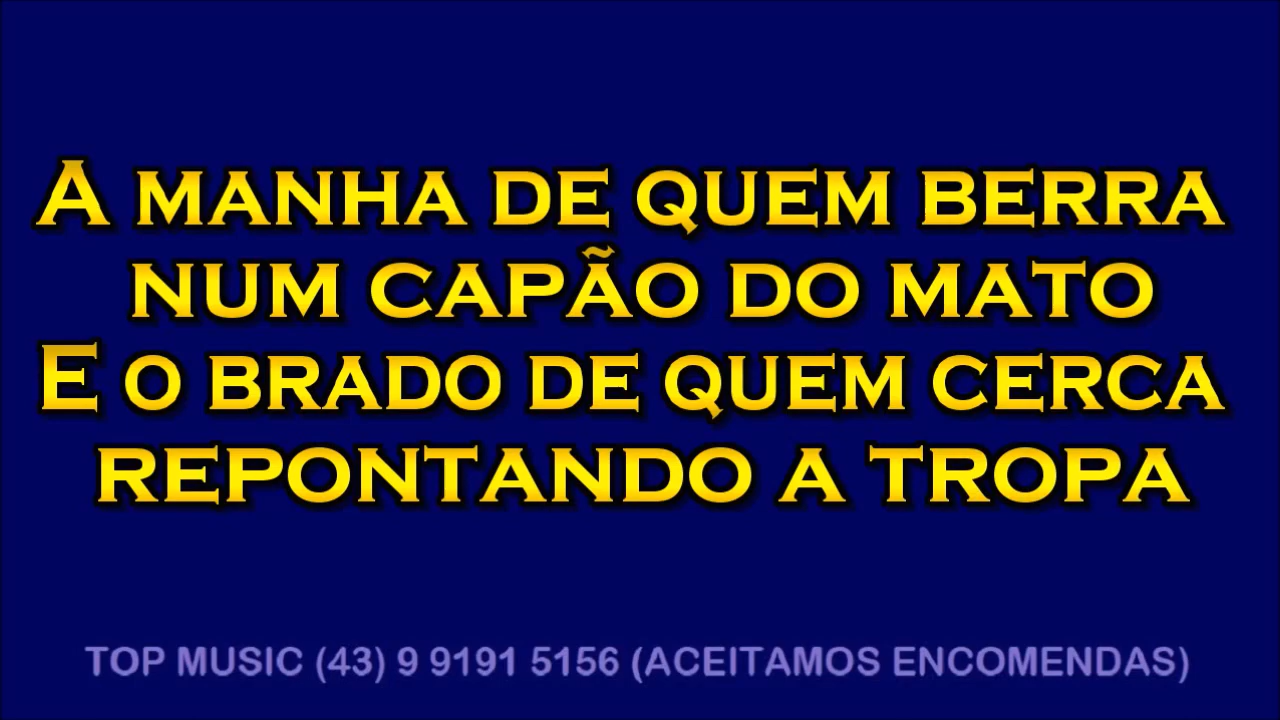 A MANHA DE QUEM BERRA
NUM CAPÃO DO MATO
E O BRADO DE QUEM CERCA
REPONTANDO A TROPA
TOP MUSIC (43) 9 9191 5156 (ACEITAMOS ENCOMENDAS)